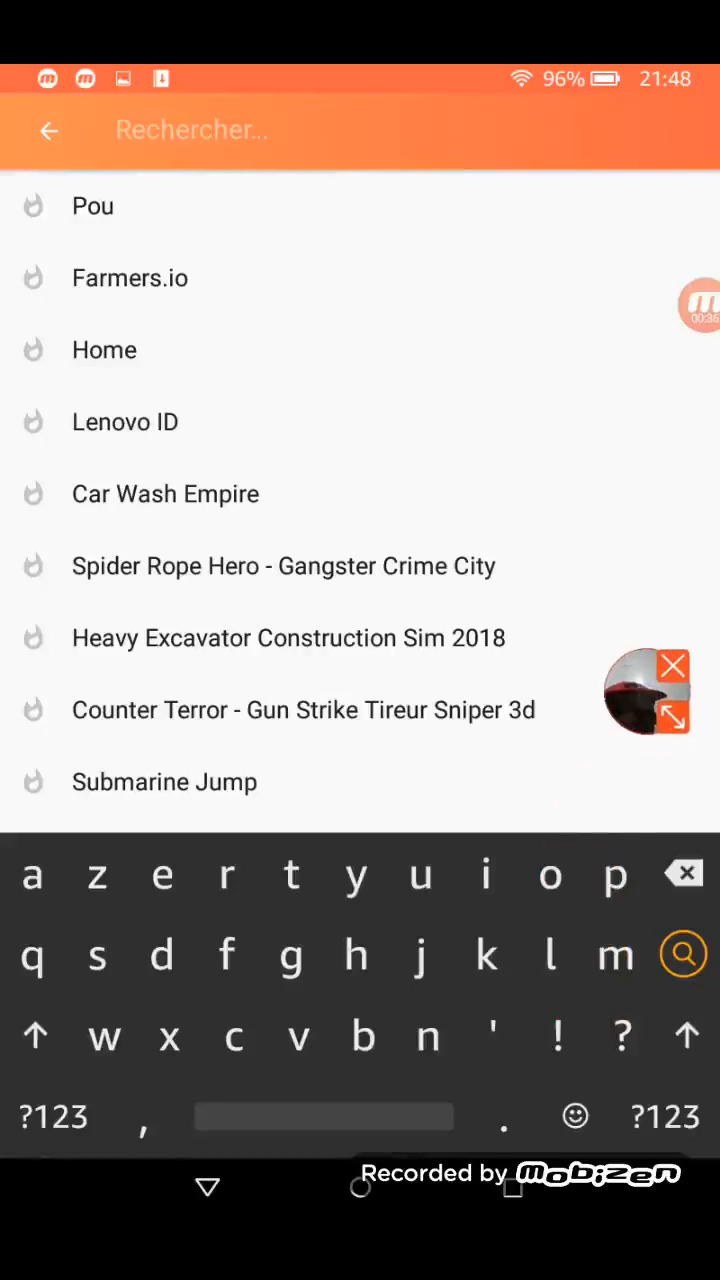 96% 21:48
Rechercher...
Pou
Farmers.io
Home
00:36
Lenovo ID
Car Wash Empire
Spider Rope Hero - Gangster Crime City
Heavy Excavator Construction Sim 2018
Counter Terror - Gun Strike Tireur Sniper 3d
Submarine Jump
a z e r t y u i o p
q s d f g h j k l m
w x c v b n ' ! ?
?123 , . ?123
Recorded by mobizen